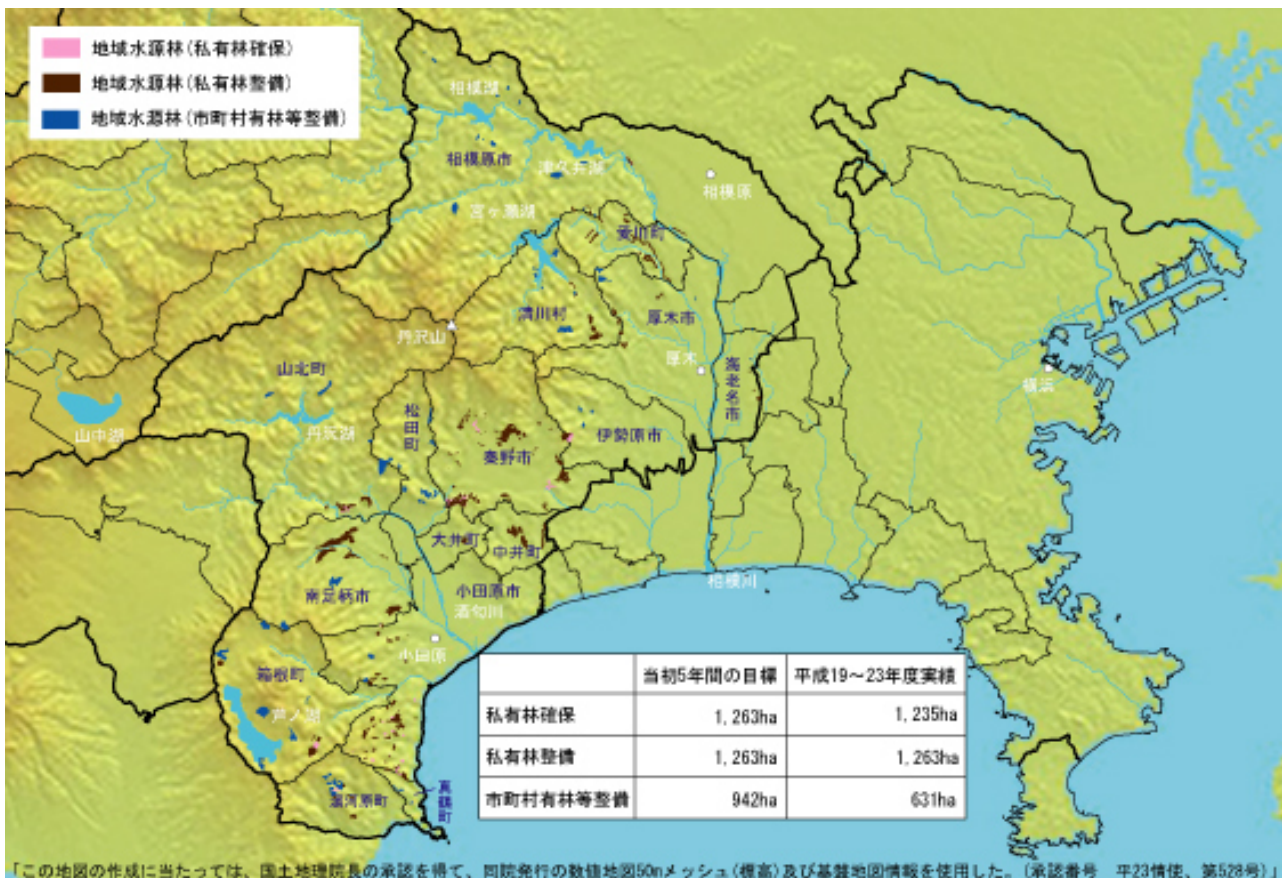 地域水源林(私有林確保)
地域水源林(私有林整備)
地域水源林(市町村有林等整備)
相模湖
相模原市
津久井湖
相模原
宮ヶ瀬湖
愛川町
清川村
厚木市
丹沢山
厚木
海老名市
横浜
山北町
山中湖
丹沢湖
松田町
秦野市
伊勢原市
大井町
中井町
相模川
南足柄市
小田原市
酒匂川
小田原
箱根町
芦ノ湖
湯河原町
真鶴町
当初5年間の目標 平成19～23年度実績
私有林確保 1,263ha 1,235ha
私有林整備 1,263ha 1,263ha
市町村有林等整備 942ha 631ha
「この地図の作成に当たっては、国土地理院長の承認を得て、同院発行の数値地図50mメッシュ(標高)及び基盤地図情報を使用した。(承認番号 平23情使、第528号)」